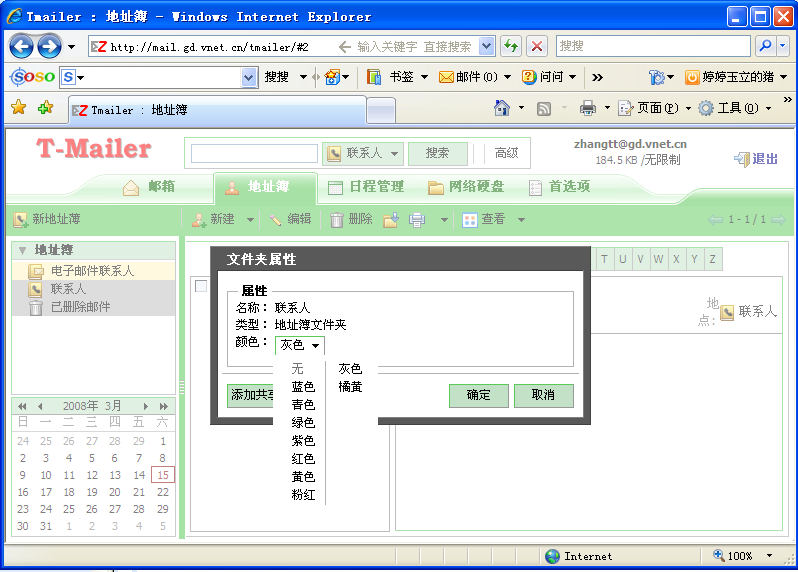 Tmailer : 地址簿 - Windows Internet Explorer
http://mail.gd.vnet.cn/tmailer/#2 输入关键字 直接搜索 搜搜
Soso S 搜搜 书签 邮件(0) 问问 » 婷婷玉立的猪
Tmailer : 地址簿 页面(P) 工具(O) »
T-Mailer 联系人 搜索 高级 zhangtt@gd.vnet.cn
184.5 KB /无限制 退出
邮箱 地址簿 日程管理 网络硬盘 首选项
新地址簿 新建 编辑 删除 查看 1 - 1 / 1
地址簿
电子邮件联系人
联系人
已删除邮件
T U V W X Y Z
地点: 联系人
文件夹属性
属性
名称： 联系人
类型： 地址簿文件夹
颜色： 灰色
无 灰色
蓝色 橘黄
青色
绿色
紫色
红色
黄色
粉红
添加共享 确定 取消
2008年 3月
日 一 二 三 四 五 六
24 25 26 27 28 29 1
2 3 4 5 6 7 8
9 10 11 12 13 14 15
16 17 18 19 20 21 22
23 24 25 26 27 28 29
30 31 1 2 3 4 5
Internet 100%